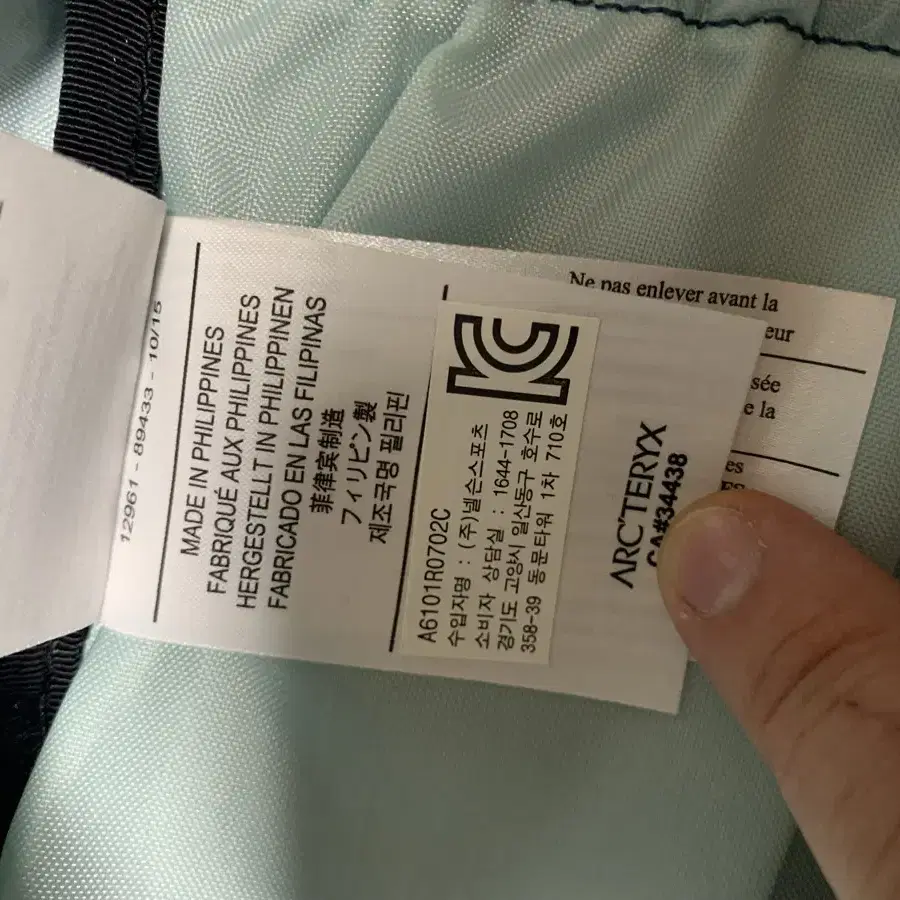 12961 - 89433 - 10/15
MADE IN PHILIPPINES
FABRIQUÉ AUX PHILIPPINES
HERGESTELLT IN PHILIPPINEN
FABRICADO EN LAS FILIPINAS
菲律宾制造
フィリピン製
제조국명 필리핀
A6101R0702C
수입자명 : (주)넬슨스포츠
소비자 상담실 : 1644-1708
경기도 고양시 일산동구 호수로
358-39 동문타워 1차 710호
ARC'TERYX
CA#34438
Ne pas enlever avant la
eur
sée
e la
es